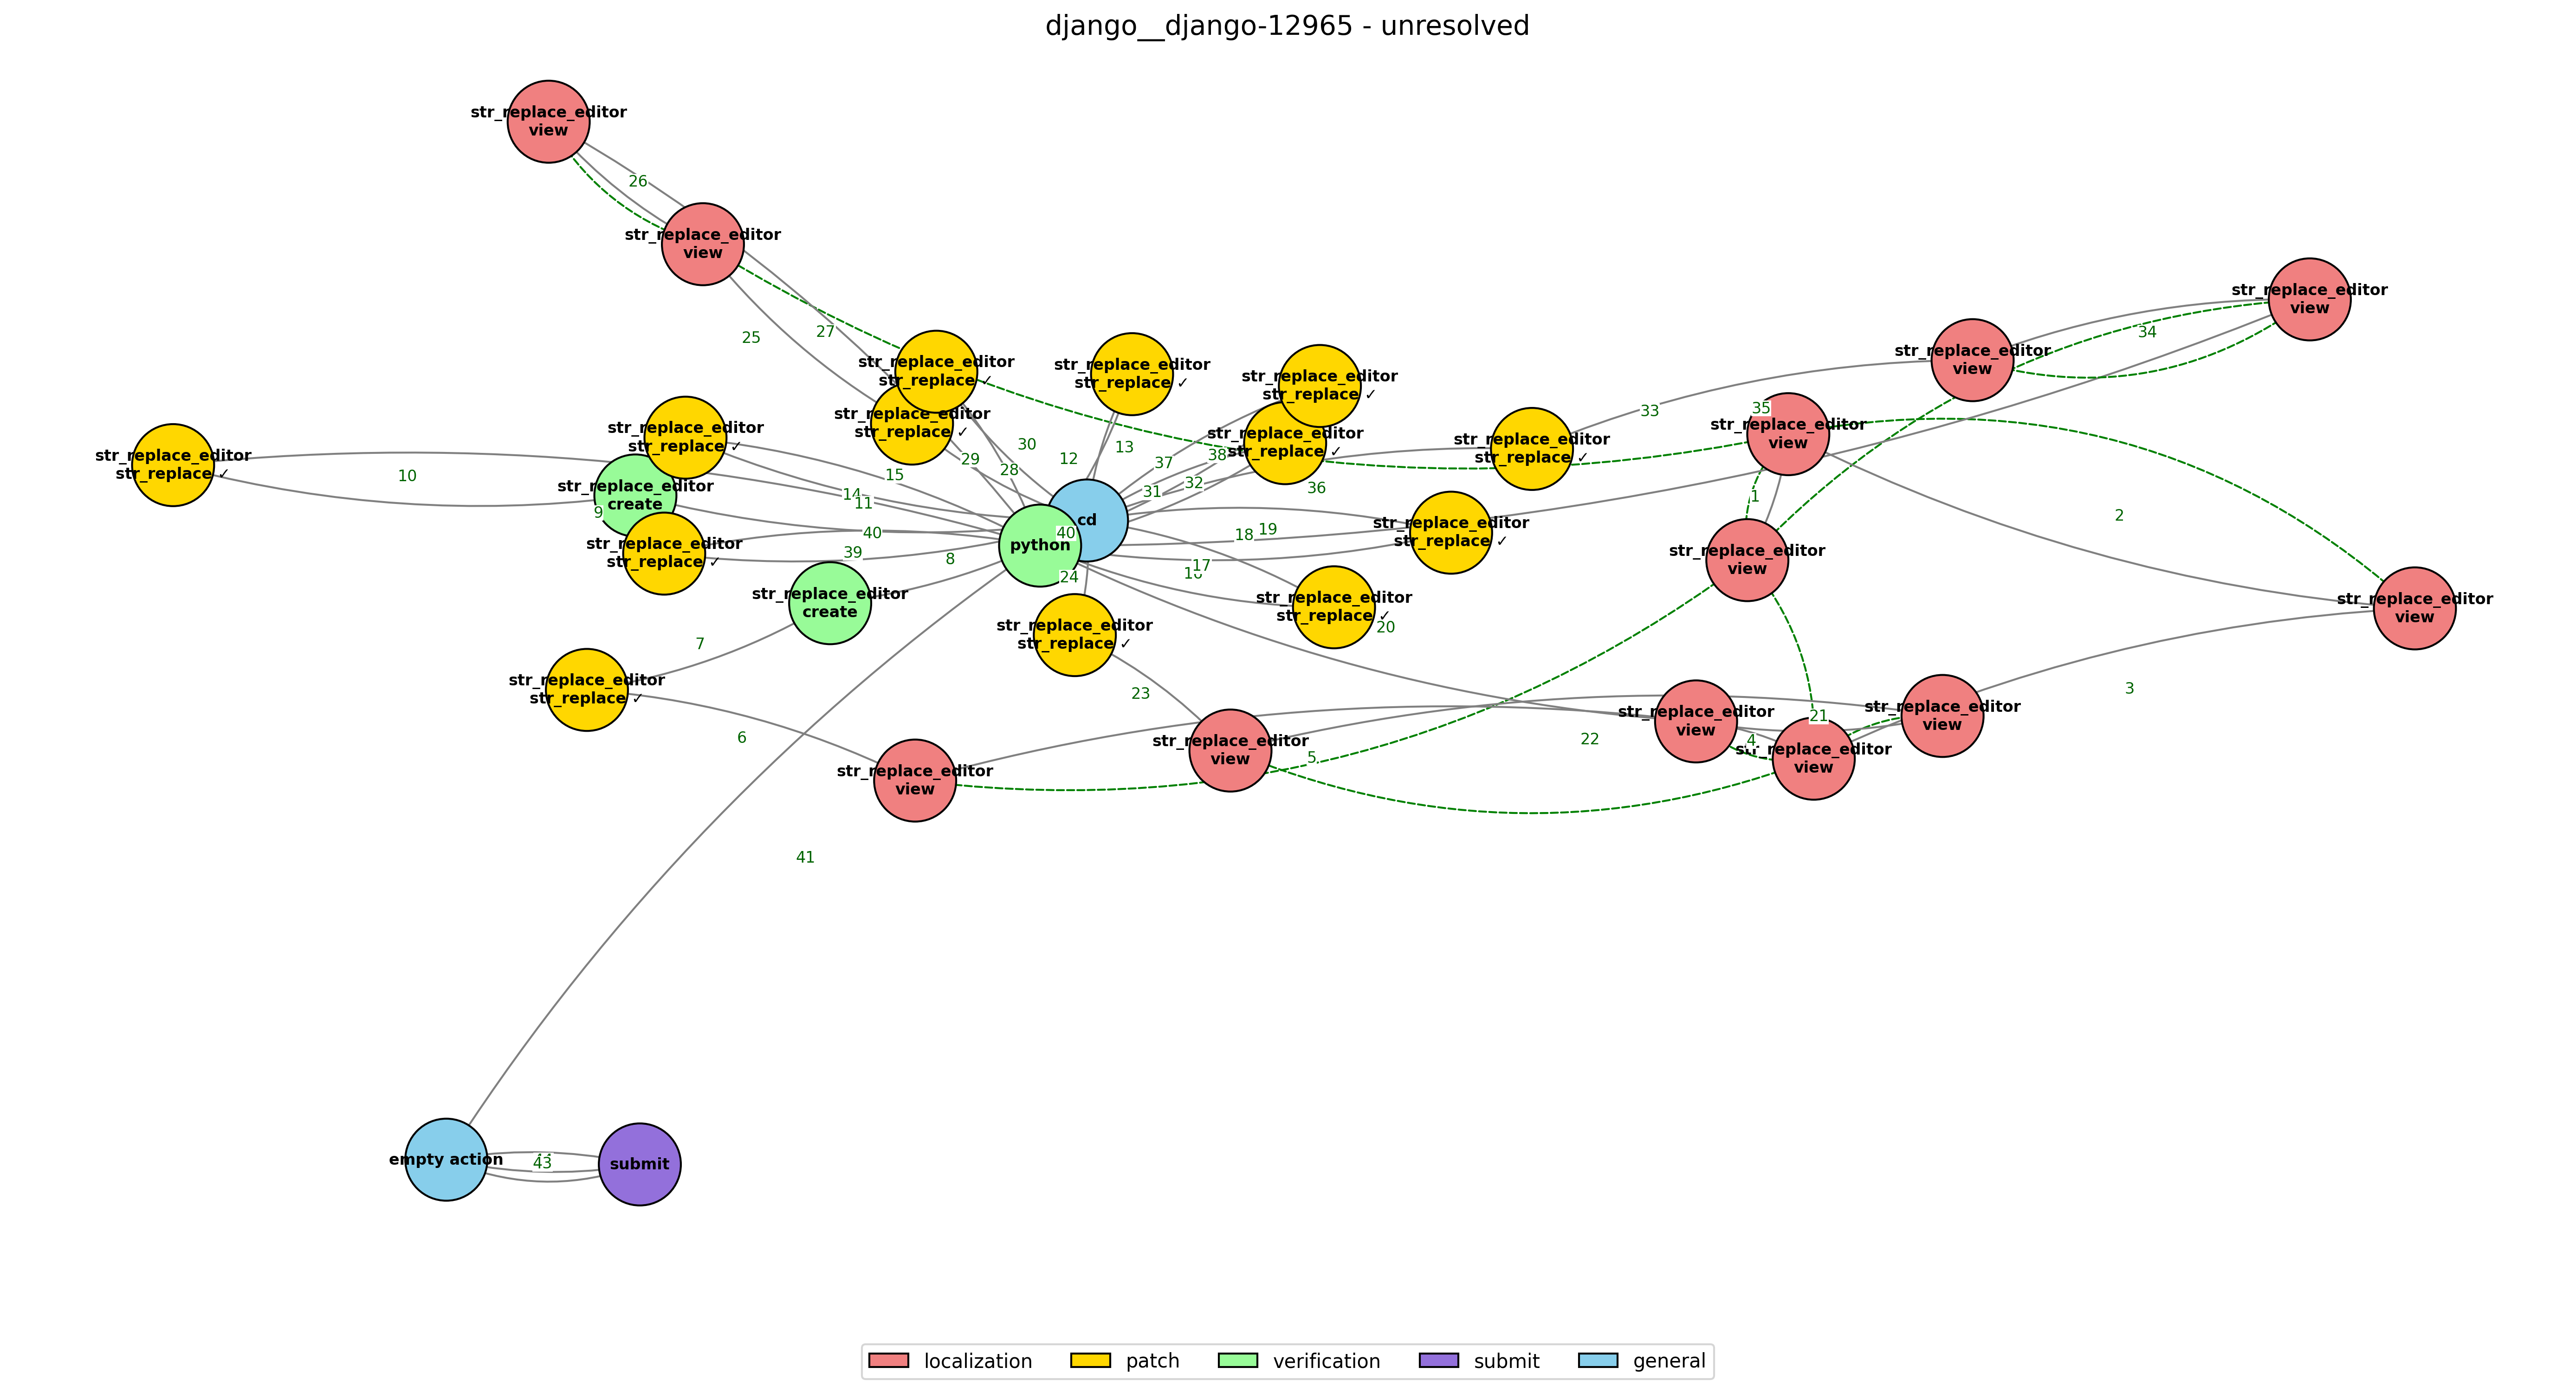 django__django-12965 - unresolved
str_replace_editor
view
26
str_replace_editor
view
str_replace_editor
view
34
25
27
str_replace_editor
view
str_replace_editor
str_replace ✓
str_replace_editor
str_replace ✓
str_replace_editor
str_replace ✓
33
35
str_replace_editor
str_replace ✓
str_replace_editor
view
str_replace_editor
str_replace ✓
30
13
str_replace_editor
str_replace ✓
str_replace_editor
str_replace ✓
str_replace_editor
str_replace ✓
29
28
12
37
38
10
15
31
32
36
1
2
str_replace_editor
create
14
11
9
40
cd
40
python
18
19
str_replace_editor
str_replace ✓
str_replace_editor
str_replace ✓
39
8
24
17
str_replace_editor
view
str_replace_editor
create
str_replace_editor
str_replace ✓
str_replace_editor
view
20
str_replace_editor
str_replace ✓
7
str_replace_editor
str_replace ✓
23
3
6
22
str_replace_editor
view
21
str_replace_editor
view
str_replace_editor
view
4
str_replace_editor
view
5
str_replace_editor
view
41
empty action
43
submit
localization
patch
verification
submit
general